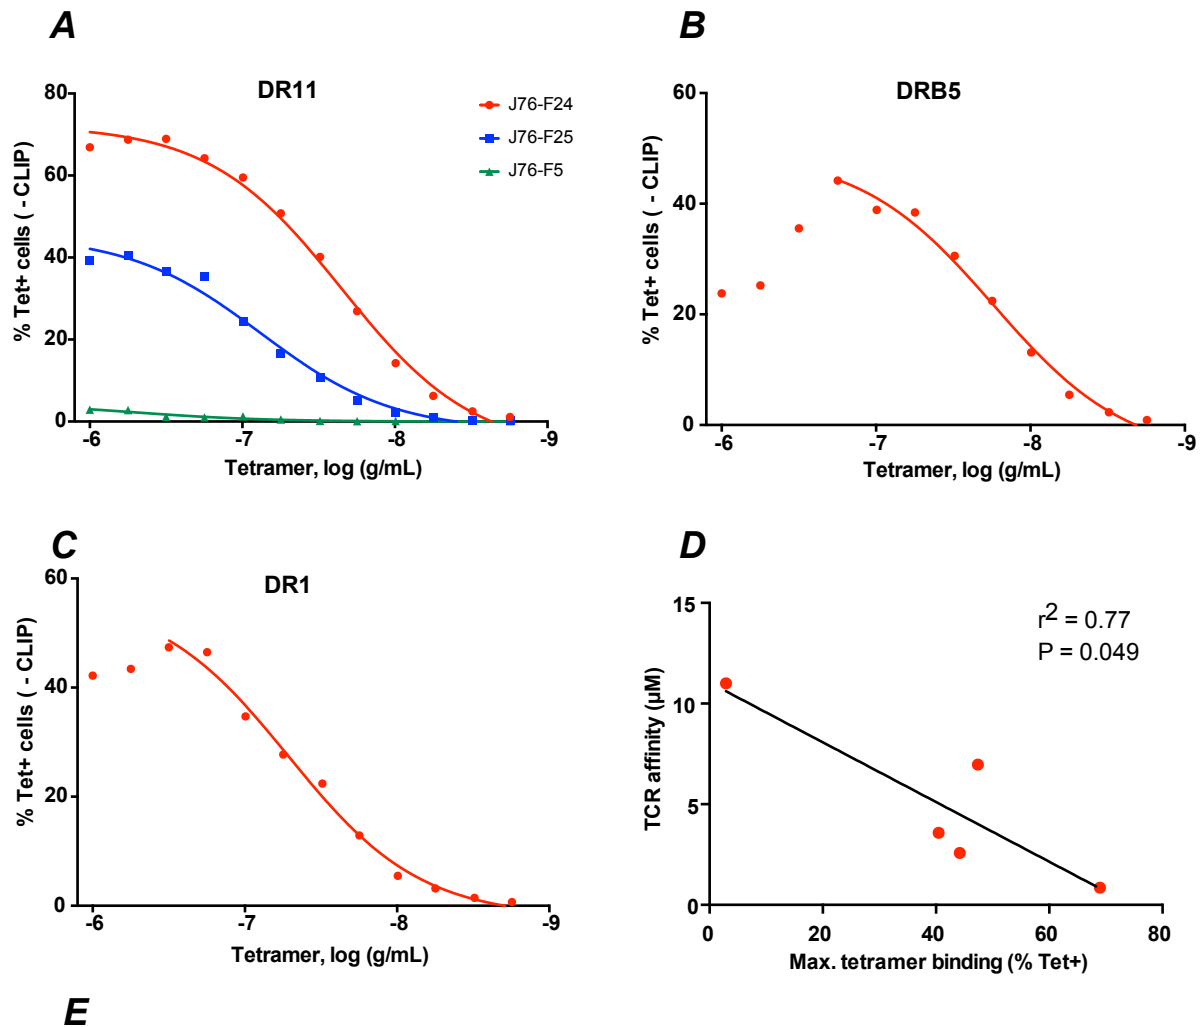 A
DR11
% Tet+ cells ( - CLIP)
80
60
40
20
0
-6
-7
-8
-9
Tetramer, log (g/mL)
J76-F24
J76-F25
J76-F5
B
DRB5
% Tet+ cells ( - CLIP)
60
40
20
0
-6
-7
-8
-9
Tetramer, log (g/mL)
C
DR1
% Tet+ cells ( - CLIP)
60
40
20
0
-6
-7
-8
-9
Tetramer, log (g/mL)
D
r² = 0.77
P = 0.049
TCR affinity (µM)
15
10
5
0
0
20
40
60
80
Max. tetramer binding (% Tet+)
E